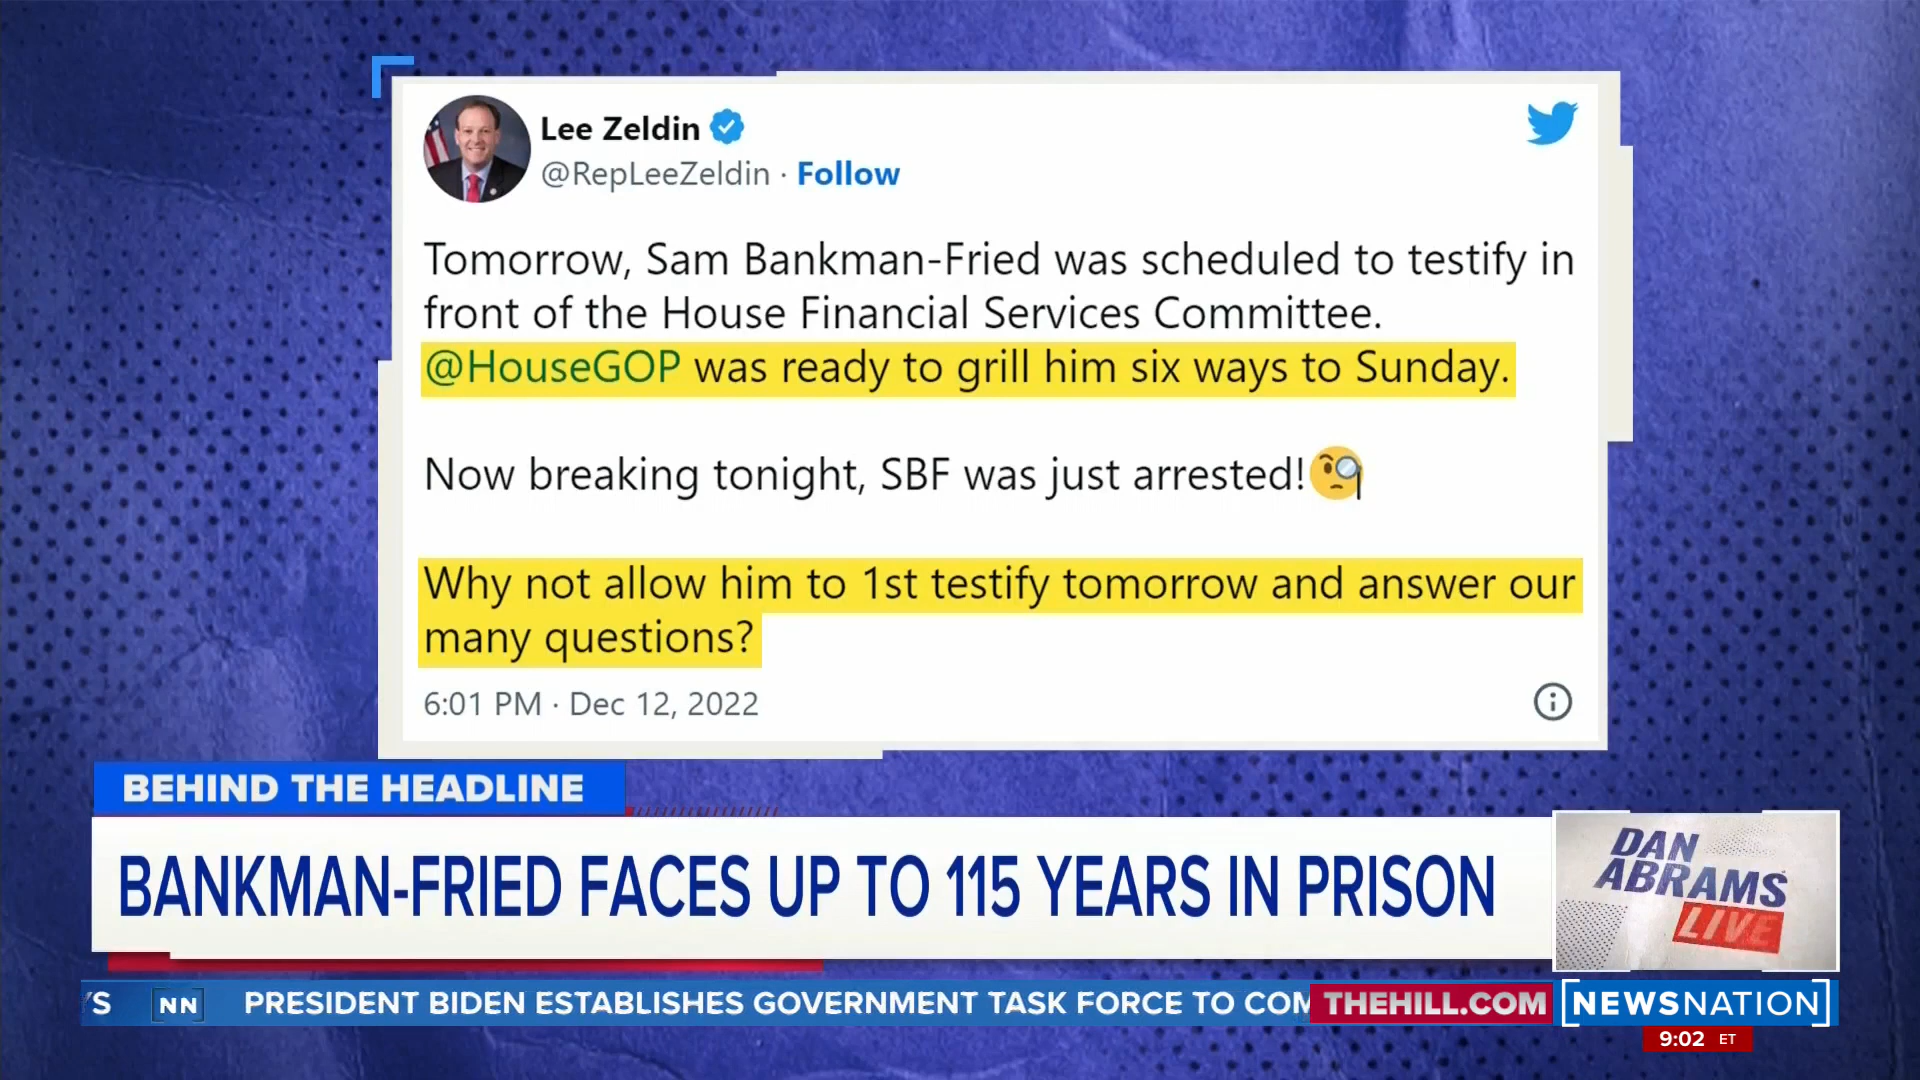 Lee Zeldin
@RepLeeZeldin · Follow
Tomorrow, Sam Bankman-Fried was scheduled to testify in
front of the House Financial Services Committee.
@HouseGOP was ready to grill him six ways to Sunday.
Now breaking tonight, SBF was just arrested!🧐
Why not allow him to 1st testify tomorrow and answer our
many questions?
6:01 PM · Dec 12, 2022
BEHIND THE HEADLINE
BANKMAN-FRIED FACES UP TO 115 YEARS IN PRISON
DAN
ABRAMS
LIVE
'S NN PRESIDENT BIDEN ESTABLISHES GOVERNMENT TASK FORCE TO COM
THEHILL.COM
NEWSNATION
9:02 ET